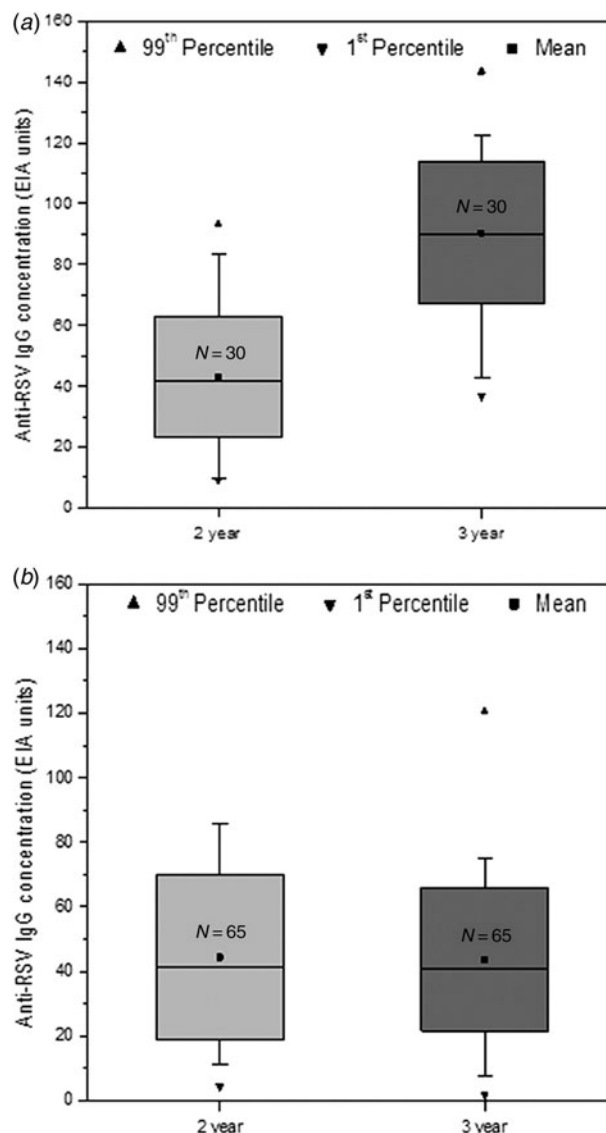 (a)
160
▲ 99th Percentile ▼ 1st Percentile ■ Mean
140
120
100
80
60
40
20
0
Anti-RSV IgG concentration (EIA units)
N = 30
N = 30
2 year 3 year
(b)
160
▲ 99th Percentile ▼ 1st Percentile ■ Mean
140
120
100
80
60
40
20
0
Anti-RSV IgG concentration (EIA units)
N = 65
N = 65
2 year 3 year